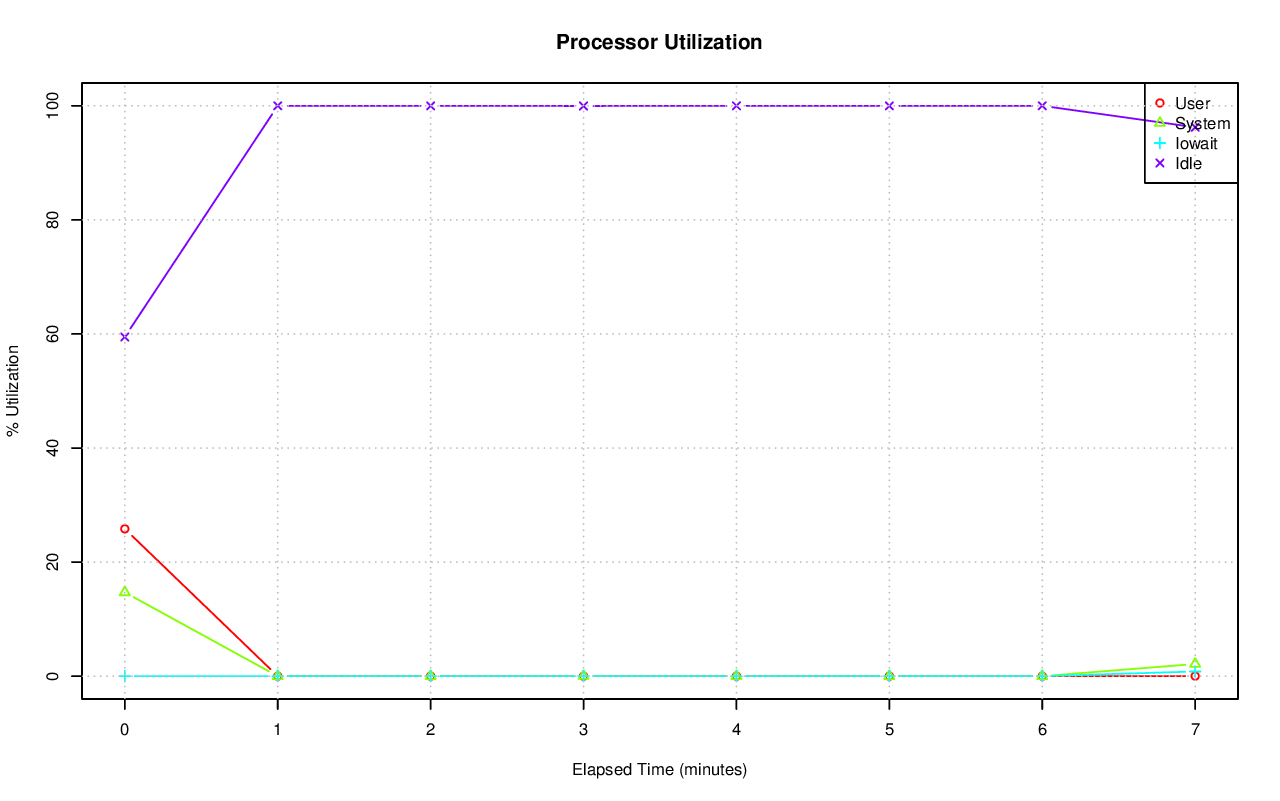 Processor Utilization
100
80
60
40
20
0
% Utilization
User
System
Iowait
Idle
0 1 2 3 4 5 6 7
Elapsed Time (minutes)